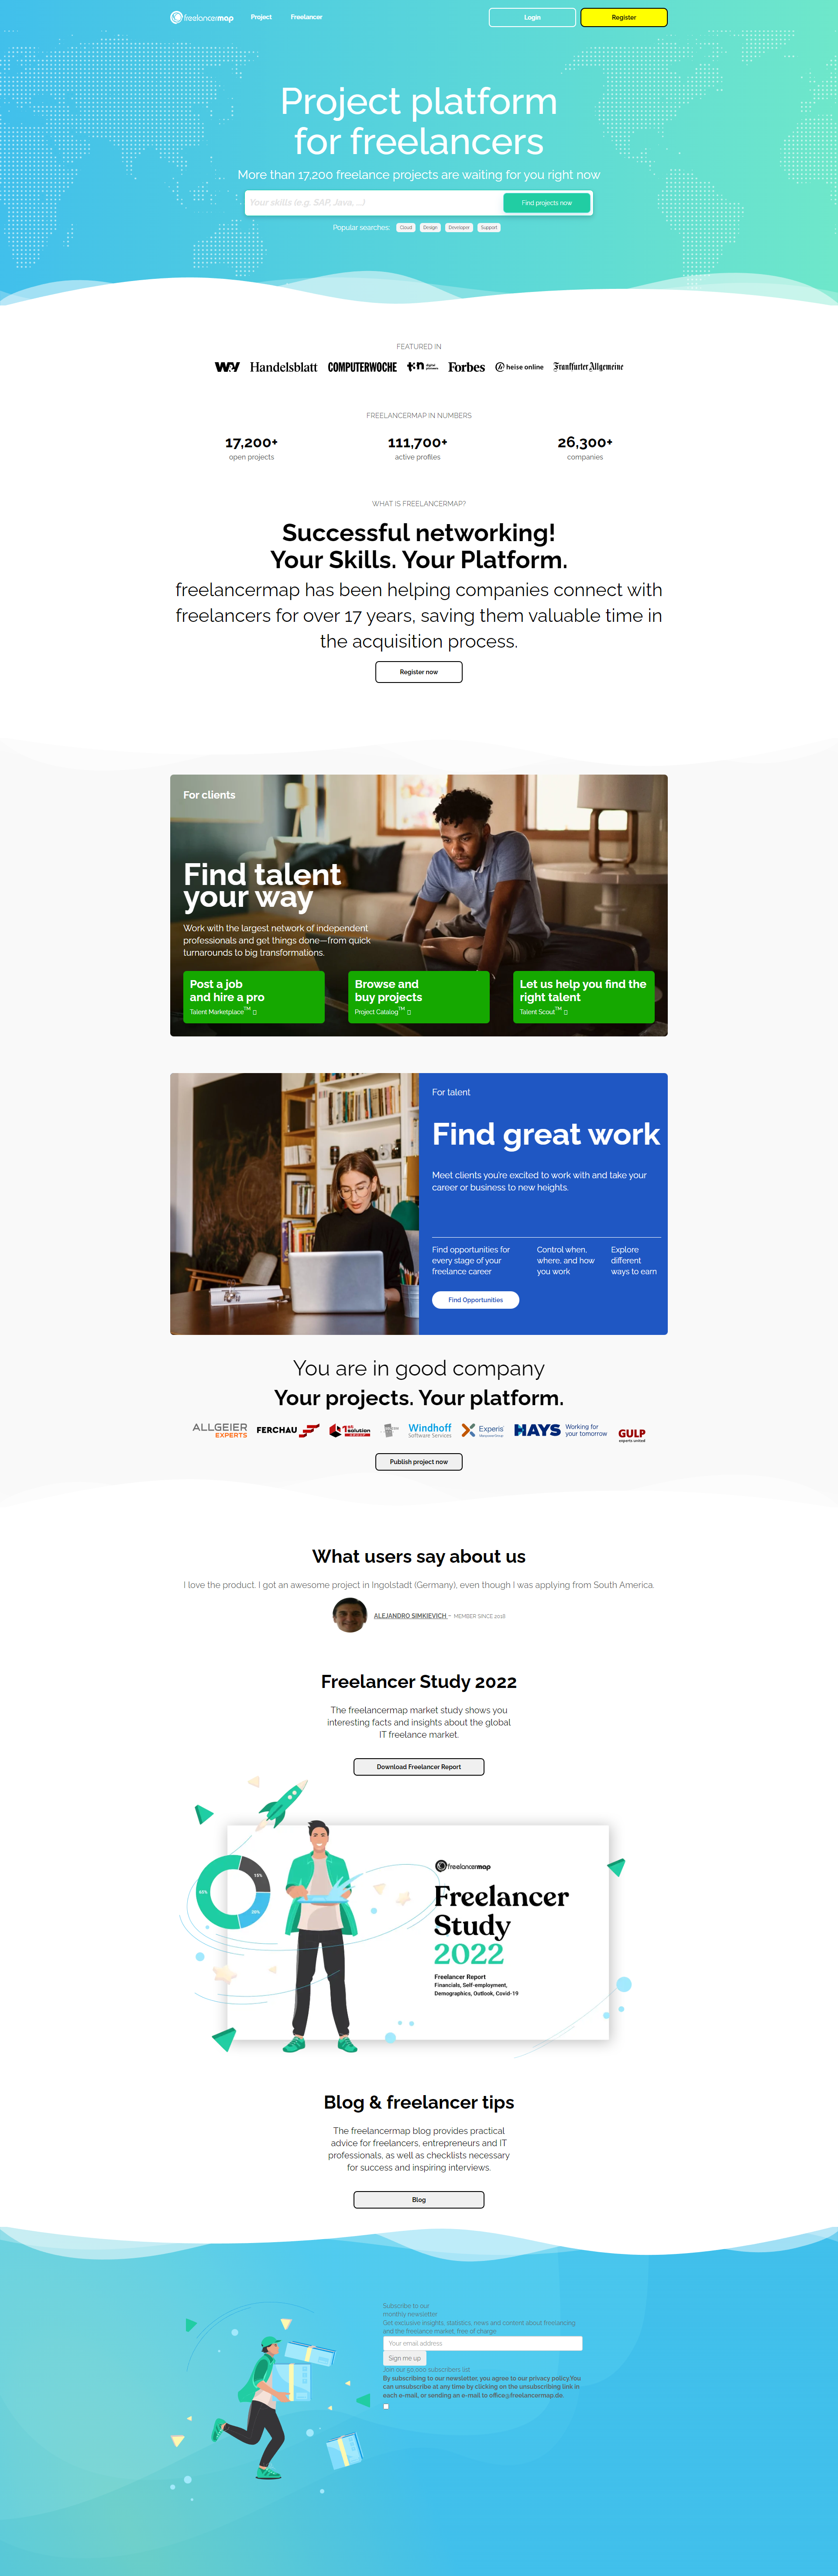 freelancermap
Project
Freelancer
Login
Register
Project platform
for freelancers
More than 17,200 freelance projects are waiting for you right now
Your skills (e.g. SAP, Java, ...)
Find projects now
Popular searches:
Cloud
Design
Developer
Support
FEATURED IN
W&V
Handelsblatt
COMPUTERWOCHE
t3n
Forbes
heise online
Frankfurter Allgemeine
FREELANCERMAP IN NUMBERS
17,200+
open projects
111,700+
active profiles
26,300+
companies
WHAT IS FREELANCERMAP?
Successful networking!
Your Skills. Your Platform.
freelancermap has been helping companies connect with
freelancers for over 17 years, saving them valuable time in
the acquisition process.
Register now
For clients
Find talent
your way
Work with the largest network of independent
professionals and get things done—from quick
turnarounds to big transformations.
Post a job
and hire a pro
Talent Marketplace™
Browse and
buy projects
Project Catalog™
Let us help you find the
right talent
Talent Scout™
For talent
Find great work
Meet clients you're excited to work with and take your
career or business to new heights.
Find opportunities for
every stage of your
freelance career
Control when,
where, and how
you work
Explore
different
ways to earn
Find Opportunities
You are in good company
Your projects. Your platform.
ALLGEIER
EXPERTS
FERCHAU
1st solution
Windhoff
Software Services
Experis
ManpowerGroup
HAYS
Working for
your tomorrow
GULP
experts united
Publish project now
What users say about us
I love the product. I got an awesome project in Ingolstadt (Germany), even though I was applying from South America.
ALEJANDRO SIMKIEVICH - MEMBER SINCE 2018
Freelancer Study 2022
The freelancermap market study shows you
interesting facts and insights about the global
IT freelance market.
Download Freelancer Report
15%
65%
20%
freelancermap
Freelancer
Study
2022
Freelancer Report
Financials, Self-employment,
Demographics, Outlook, Covid-19
Blog & freelancer tips
The freelancermap blog provides practical
advice for freelancers, entrepreneurs and IT
professionals, as well as checklists necessary
for success and inspiring interviews.
Blog
Subscribe to our
monthly newsletter
Get exclusive insights, statistics, news and content about freelancing
and the freelance market; free of charge.
Your email address
Sign me up
Join our 50,000 subscribers list
By subscribing to our newsletter, you agree to our privacy policy.You
can unsubscribe at any time by clicking on the unsubscribing link in
each e-mail, or sending an e-mail to office@freelancermap.de.